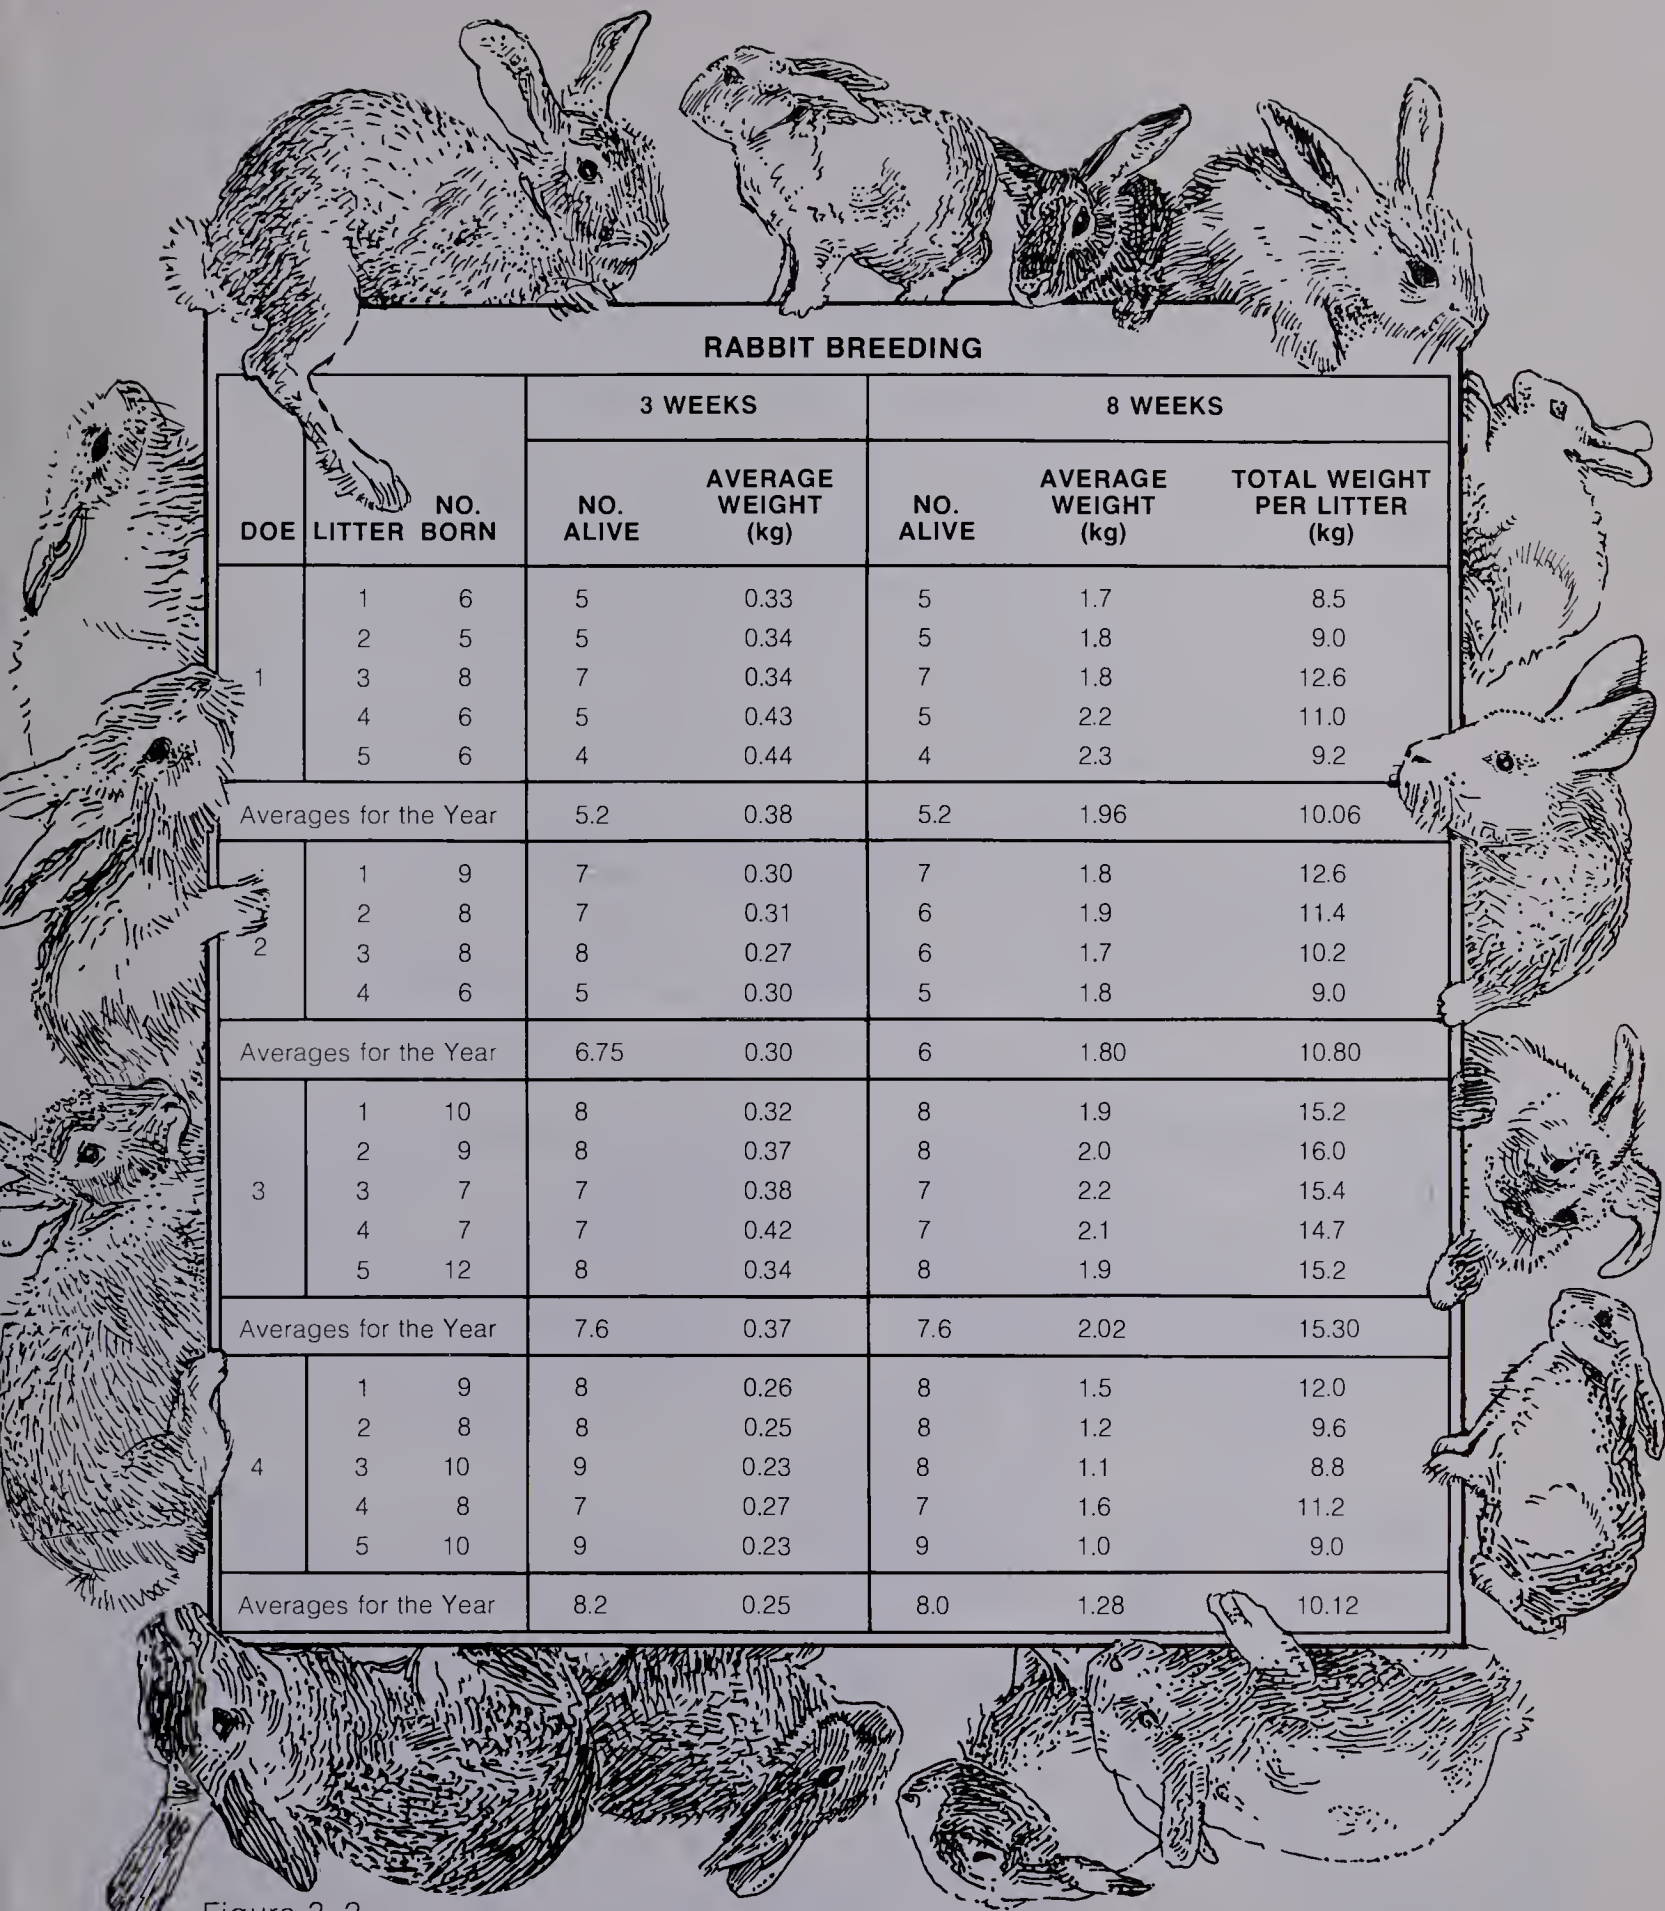 RABBIT BREEDING
3 WEEKS 8 WEEKS
AVERAGE AVERAGE TOTAL WEIGHT
NO. NO. WEIGHT NO. WEIGHT PER LITTER
DOE LITTER BORN ALIVE (kg) ALIVE (kg) (kg)
1 6 5 0.33 5 1.7 8.5
2 5 5 0.34 5 1.8 9.0
1 3 8 7 0.34 7 1.8 12.6
4 6 5 0.43 5 2.2 11.0
5 6 4 0.44 4 2.3 9.2
Averages for the Year 5.2 0.38 5.2 1.96 10.06
1 9 7 0.30 7 1.8 12.6
2 8 7 0.31 6 1.9 11.4
2 3 8 8 0.27 6 1.7 10.2
4 6 5 0.30 5 1.8 9.0
Averages for the Year 6.75 0.30 6 1.80 10.80
1 10 8 0.32 8 1.9 15.2
2 9 8 0.37 8 2.0 16.0
3 3 7 7 0.38 7 2.2 15.4
4 7 7 0.42 7 2.1 14.7
5 12 8 0.34 8 1.9 15.2
Averages for the Year 7.6 0.37 7.6 2.02 15.30
1 9 8 0.26 8 1.5 12.0
2 8 8 0.25 8 1.2 9.6
4 3 10 9 0.23 8 1.1 8.8
4 8 7 0.27 7 1.6 11.2
5 10 9 0.23 9 1.0 9.0
Averages for the Year 8.2 0.25 8.0 1.28 10.12